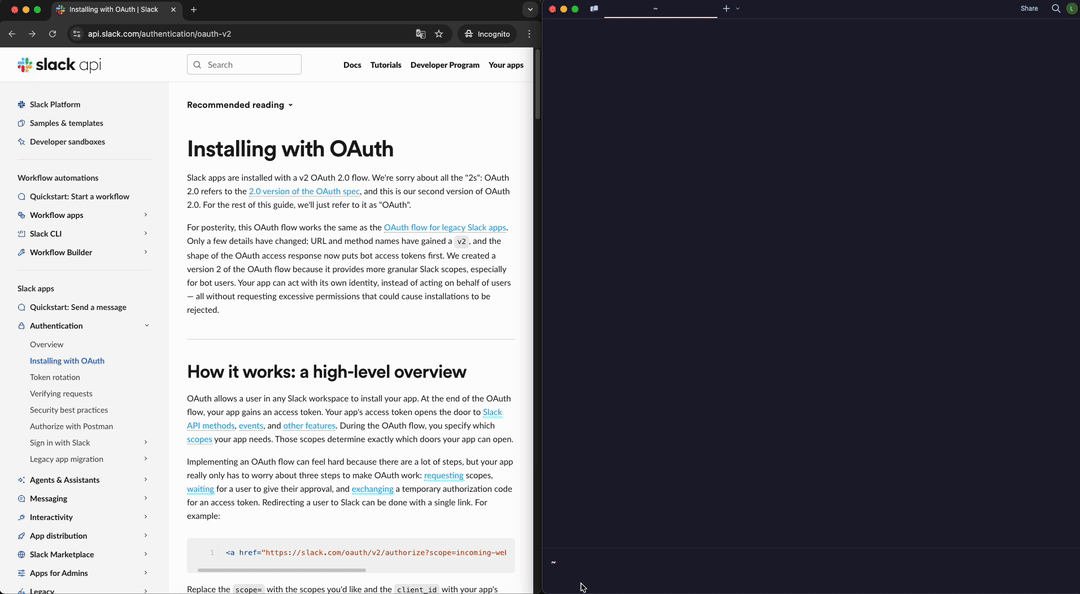 Installing with OAuth | Slack
api.slack.com/authentication/oauth-v2
Incognito
slack api
Search
Docs
Tutorials
Developer Program
Your apps
Slack Platform
Samples & templates
Developer sandboxes
Workflow automations
Quickstart: Start a workflow
Workflow apps
Slack CLI
Workflow Builder
Slack apps
Quickstart: Send a message
Authentication
Overview
Installing with OAuth
Token rotation
Verifying requests
Security best practices
Authorize with Postman
Sign in with Slack
Legacy app migration
Agents & Assistants
Messaging
Interactivity
App distribution
Slack Marketplace
Apps for Admins
Legacy
Recommended reading
Installing with OAuth
Slack apps are installed with a v2 OAuth 2.0 flow. We're sorry about all the "2s": OAuth
2.0 refers to the 2.0 version of the OAuth spec, and this is our second version of OAuth
2.0. For the rest of this guide, we'll just refer to it as "OAuth".
For posterity, this OAuth flow works the same as the OAuth flow for legacy Slack apps.
Only a few details have changed; URL and method names have gained a v2, and the
shape of the OAuth access response now puts bot access tokens first. We created a
version 2 of the OAuth flow because it provides more granular Slack scopes, especially
for bot users. Your app can act with its own identity, instead of acting on behalf of users
— all without requesting excessive permissions that could cause installations to be
rejected.
How it works: a high-level overview
OAuth allows a user in any Slack workspace to install your app. At the end of the OAuth
flow, your app gains an access token. Your app's access token opens the door to Slack
API methods, events, and other features. During the OAuth flow, you specify which
scopes your app needs. Those scopes determine exactly which doors your app can open.
Implementing an OAuth flow can feel hard because there are a lot of steps, but your app
really only has to worry about three steps to make OAuth work: requesting scopes,
waiting for a user to give their approval, and exchanging a temporary authorization code
for an access token. Redirecting a user to Slack can be done with a single link. For
example:
1 <a href="https://slack.com/oauth/v2/authorize?scope=incoming-wel
Replace the scope= with the scopes you'd like and the client_id with your app's
~
Share
L
~